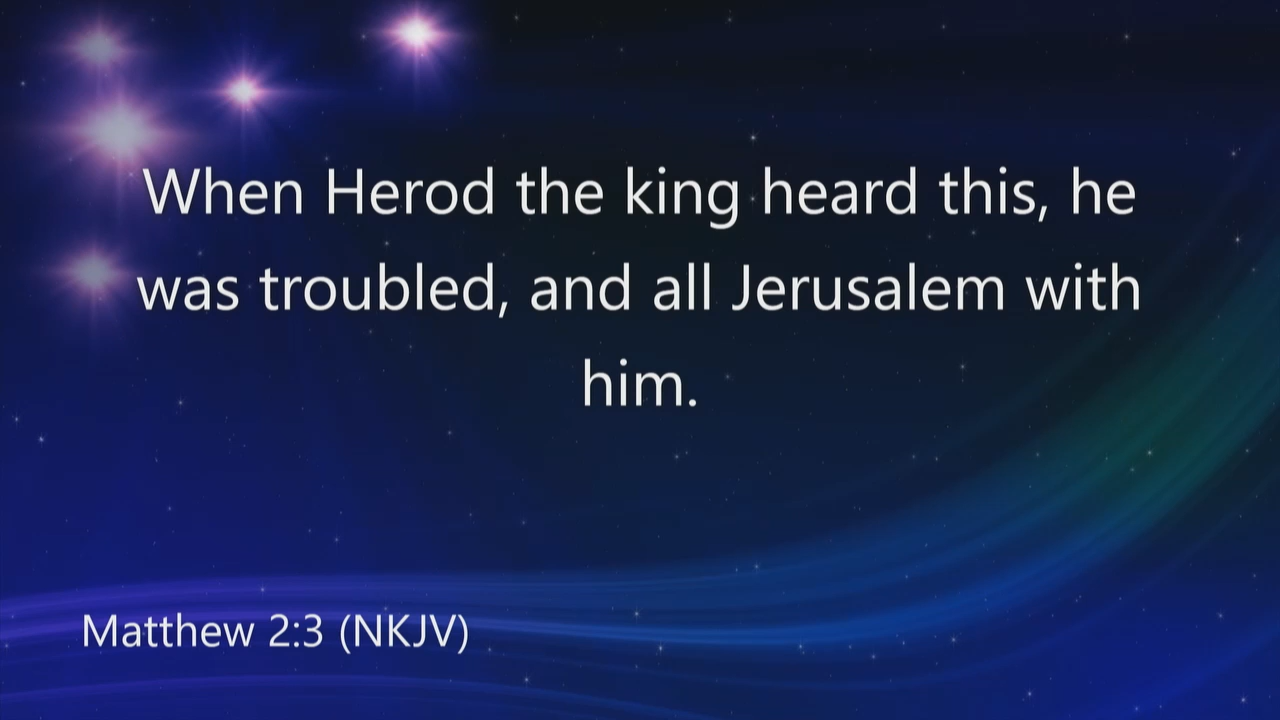 When Herod the king heard this, he
was troubled, and all Jerusalem with
him.
Matthew 2:3 (NKJV)